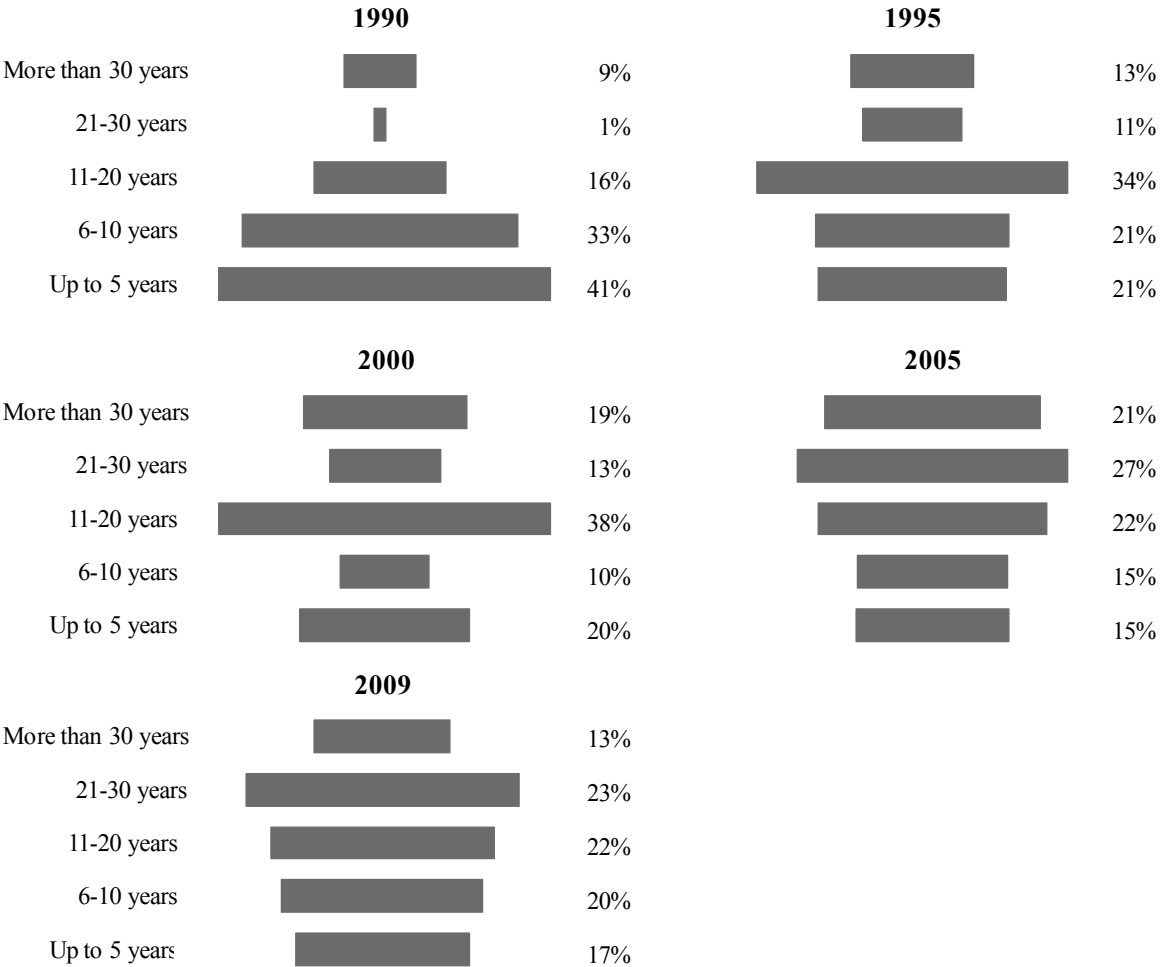 1990 1995
More than 30 years 9% 13%
21-30 years 1% 11%
11-20 years 16% 34%
6-10 years 33% 21%
Up to 5 years 41% 21%
2000 2005
More than 30 years 19% 21%
21-30 years 13% 27%
11-20 years 38% 22%
6-10 years 10% 15%
Up to 5 years 20% 15%
2009
More than 30 years 13%
21-30 years 23%
11-20 years 22%
6-10 years 20%
Up to 5 years 17%